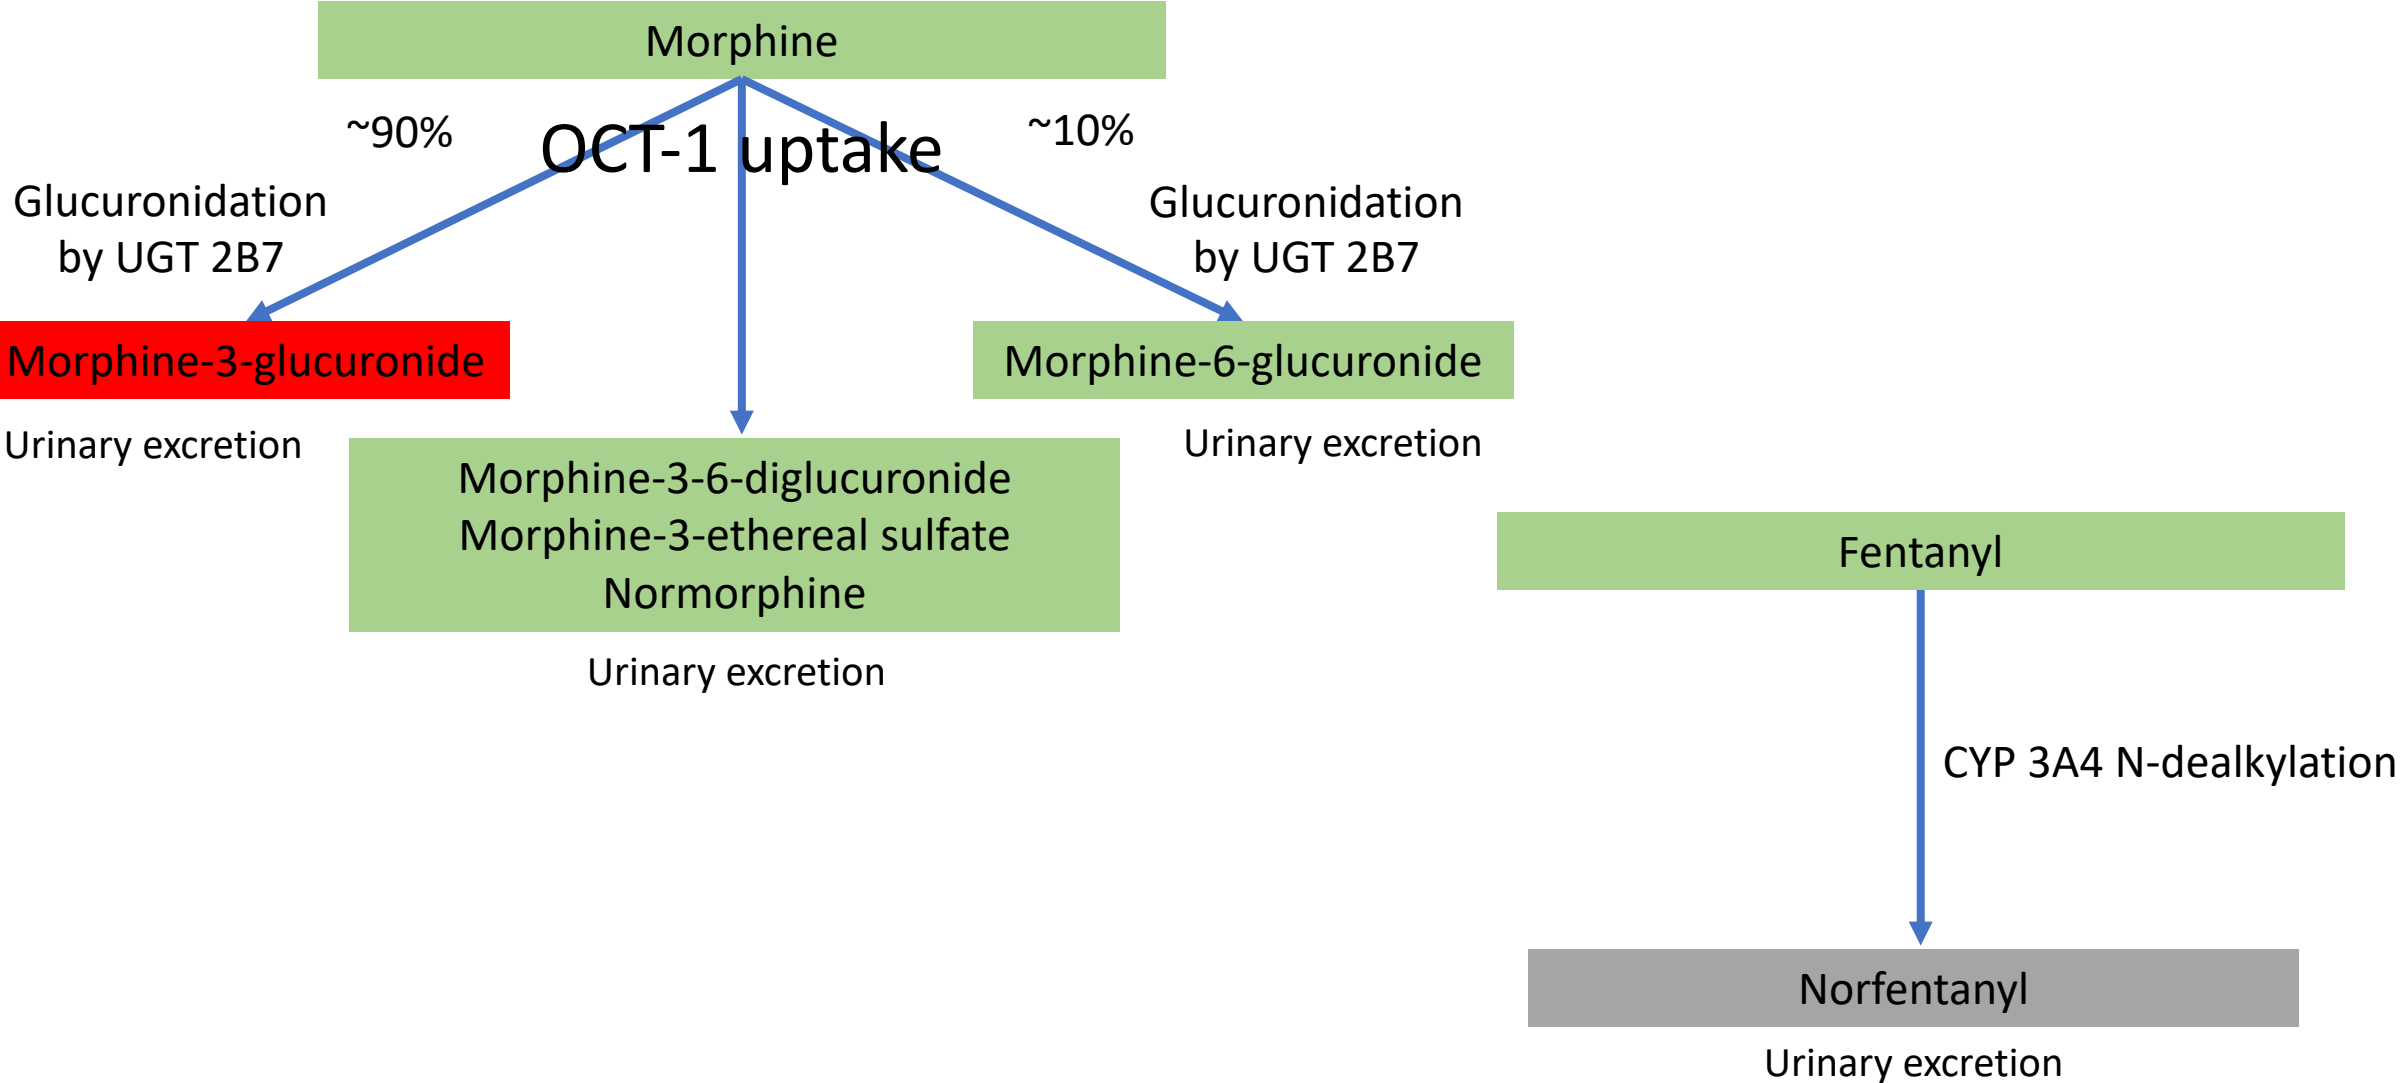 Morphine
~90%
OCT-1 uptake
~10%
Glucuronidation
by UGT 2B7
Glucuronidation
by UGT 2B7
Morphine-3-glucuronide
Morphine-6-glucuronide
Urinary excretion
Urinary excretion
Morphine-3-6-diglucuronide
Morphine-3-ethereal sulfate
Normorphine
Urinary excretion
Fentanyl
CYP 3A4 N-dealkylation
Norfentanyl
Urinary excretion